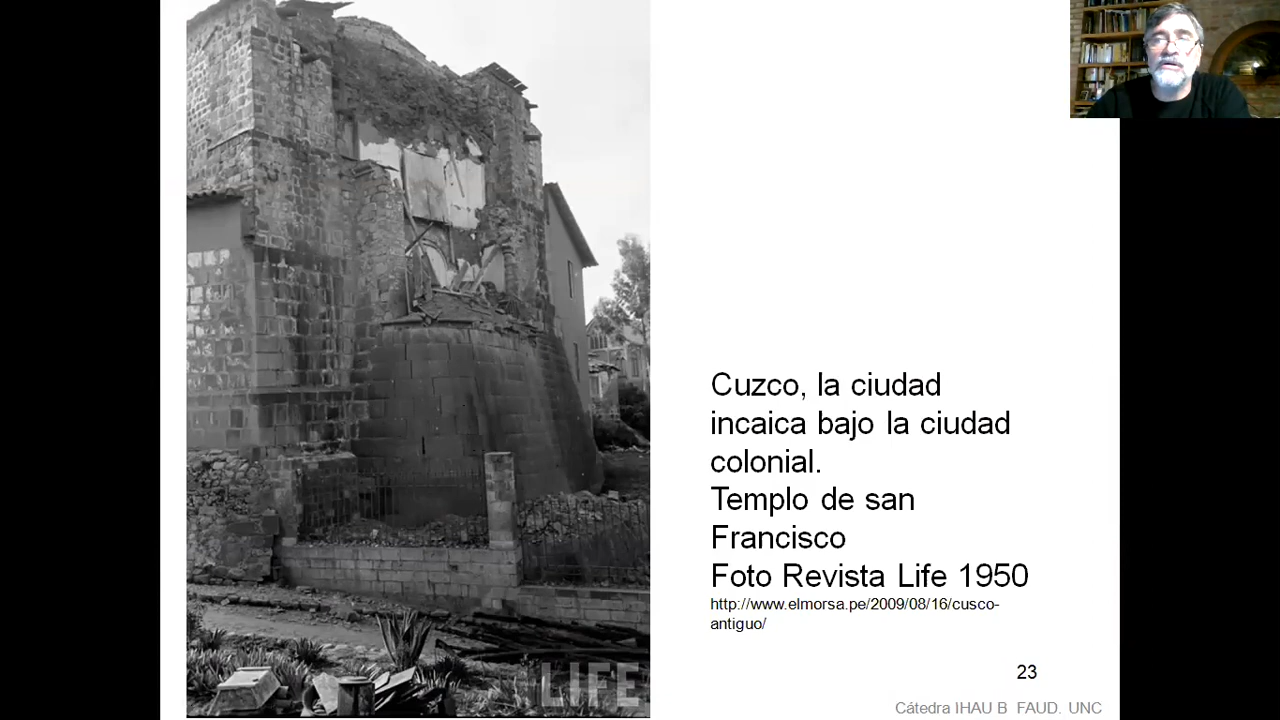 Cuzco, la ciudad
incaica bajo la ciudad
colonial.
Templo de san
Francisco
Foto Revista Life 1950
http://www.elmorsa.pe/2009/08/16/cusco-
antiguo/
LIFE
23
Cátedra IHAU B FAUD. UNC